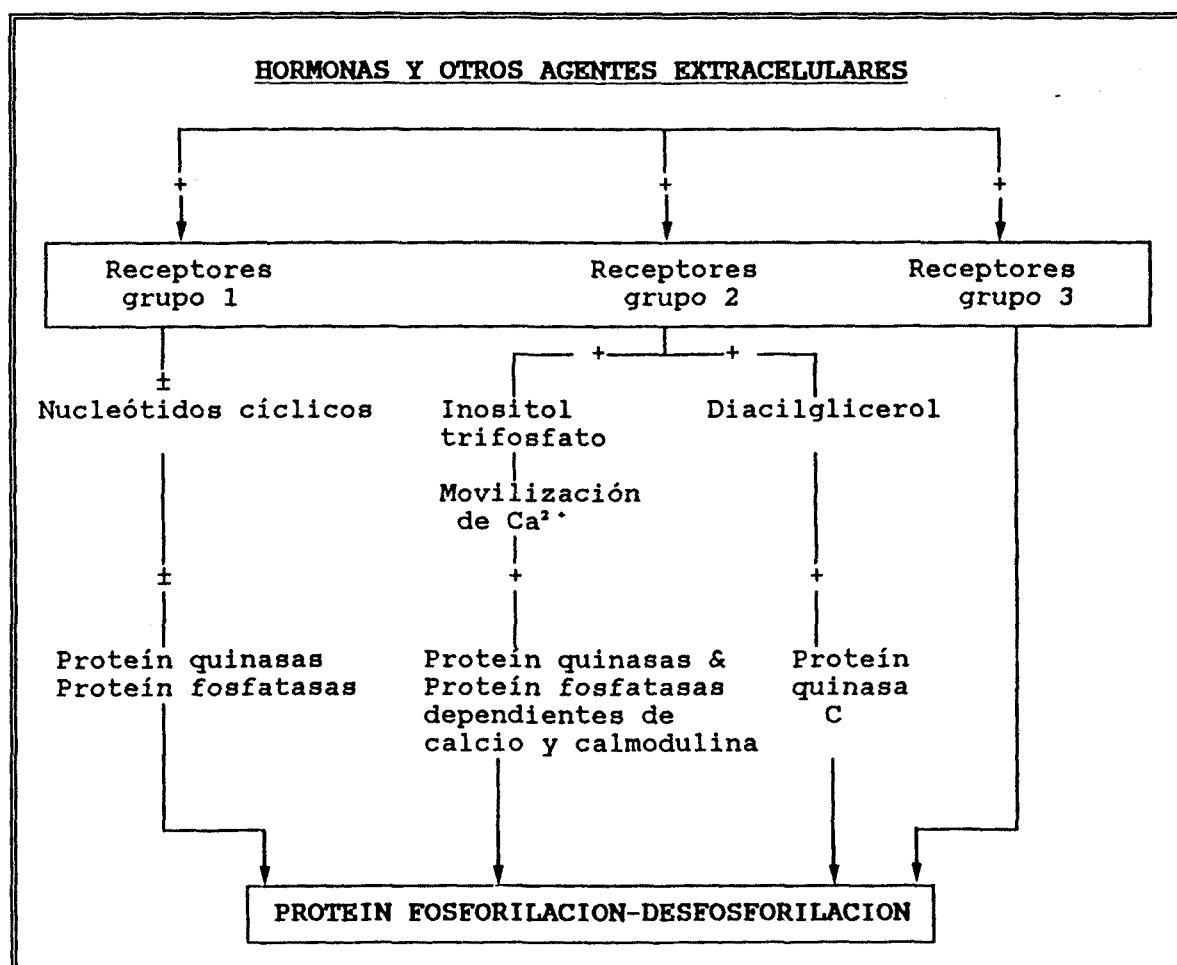 HORMONAS Y OTROS AGENTES EXTRACELULARES
+ + +
Receptores grupo 1
Receptores grupo 2
Receptores grupo 3
+ +
±
Nucleótidos cíclicos
Inositol
trifosfato
Diacilglicerol
Movilización
de Ca²⁺
± + +
Proteín quinasas
Proteín fosfatasas
Proteín quinasas &
Proteín fosfatasas
dependientes de
calcio y calmodulina
Proteín
quinasa
C
PROTEIN FOSFORILACION-DESFOSFORILACION